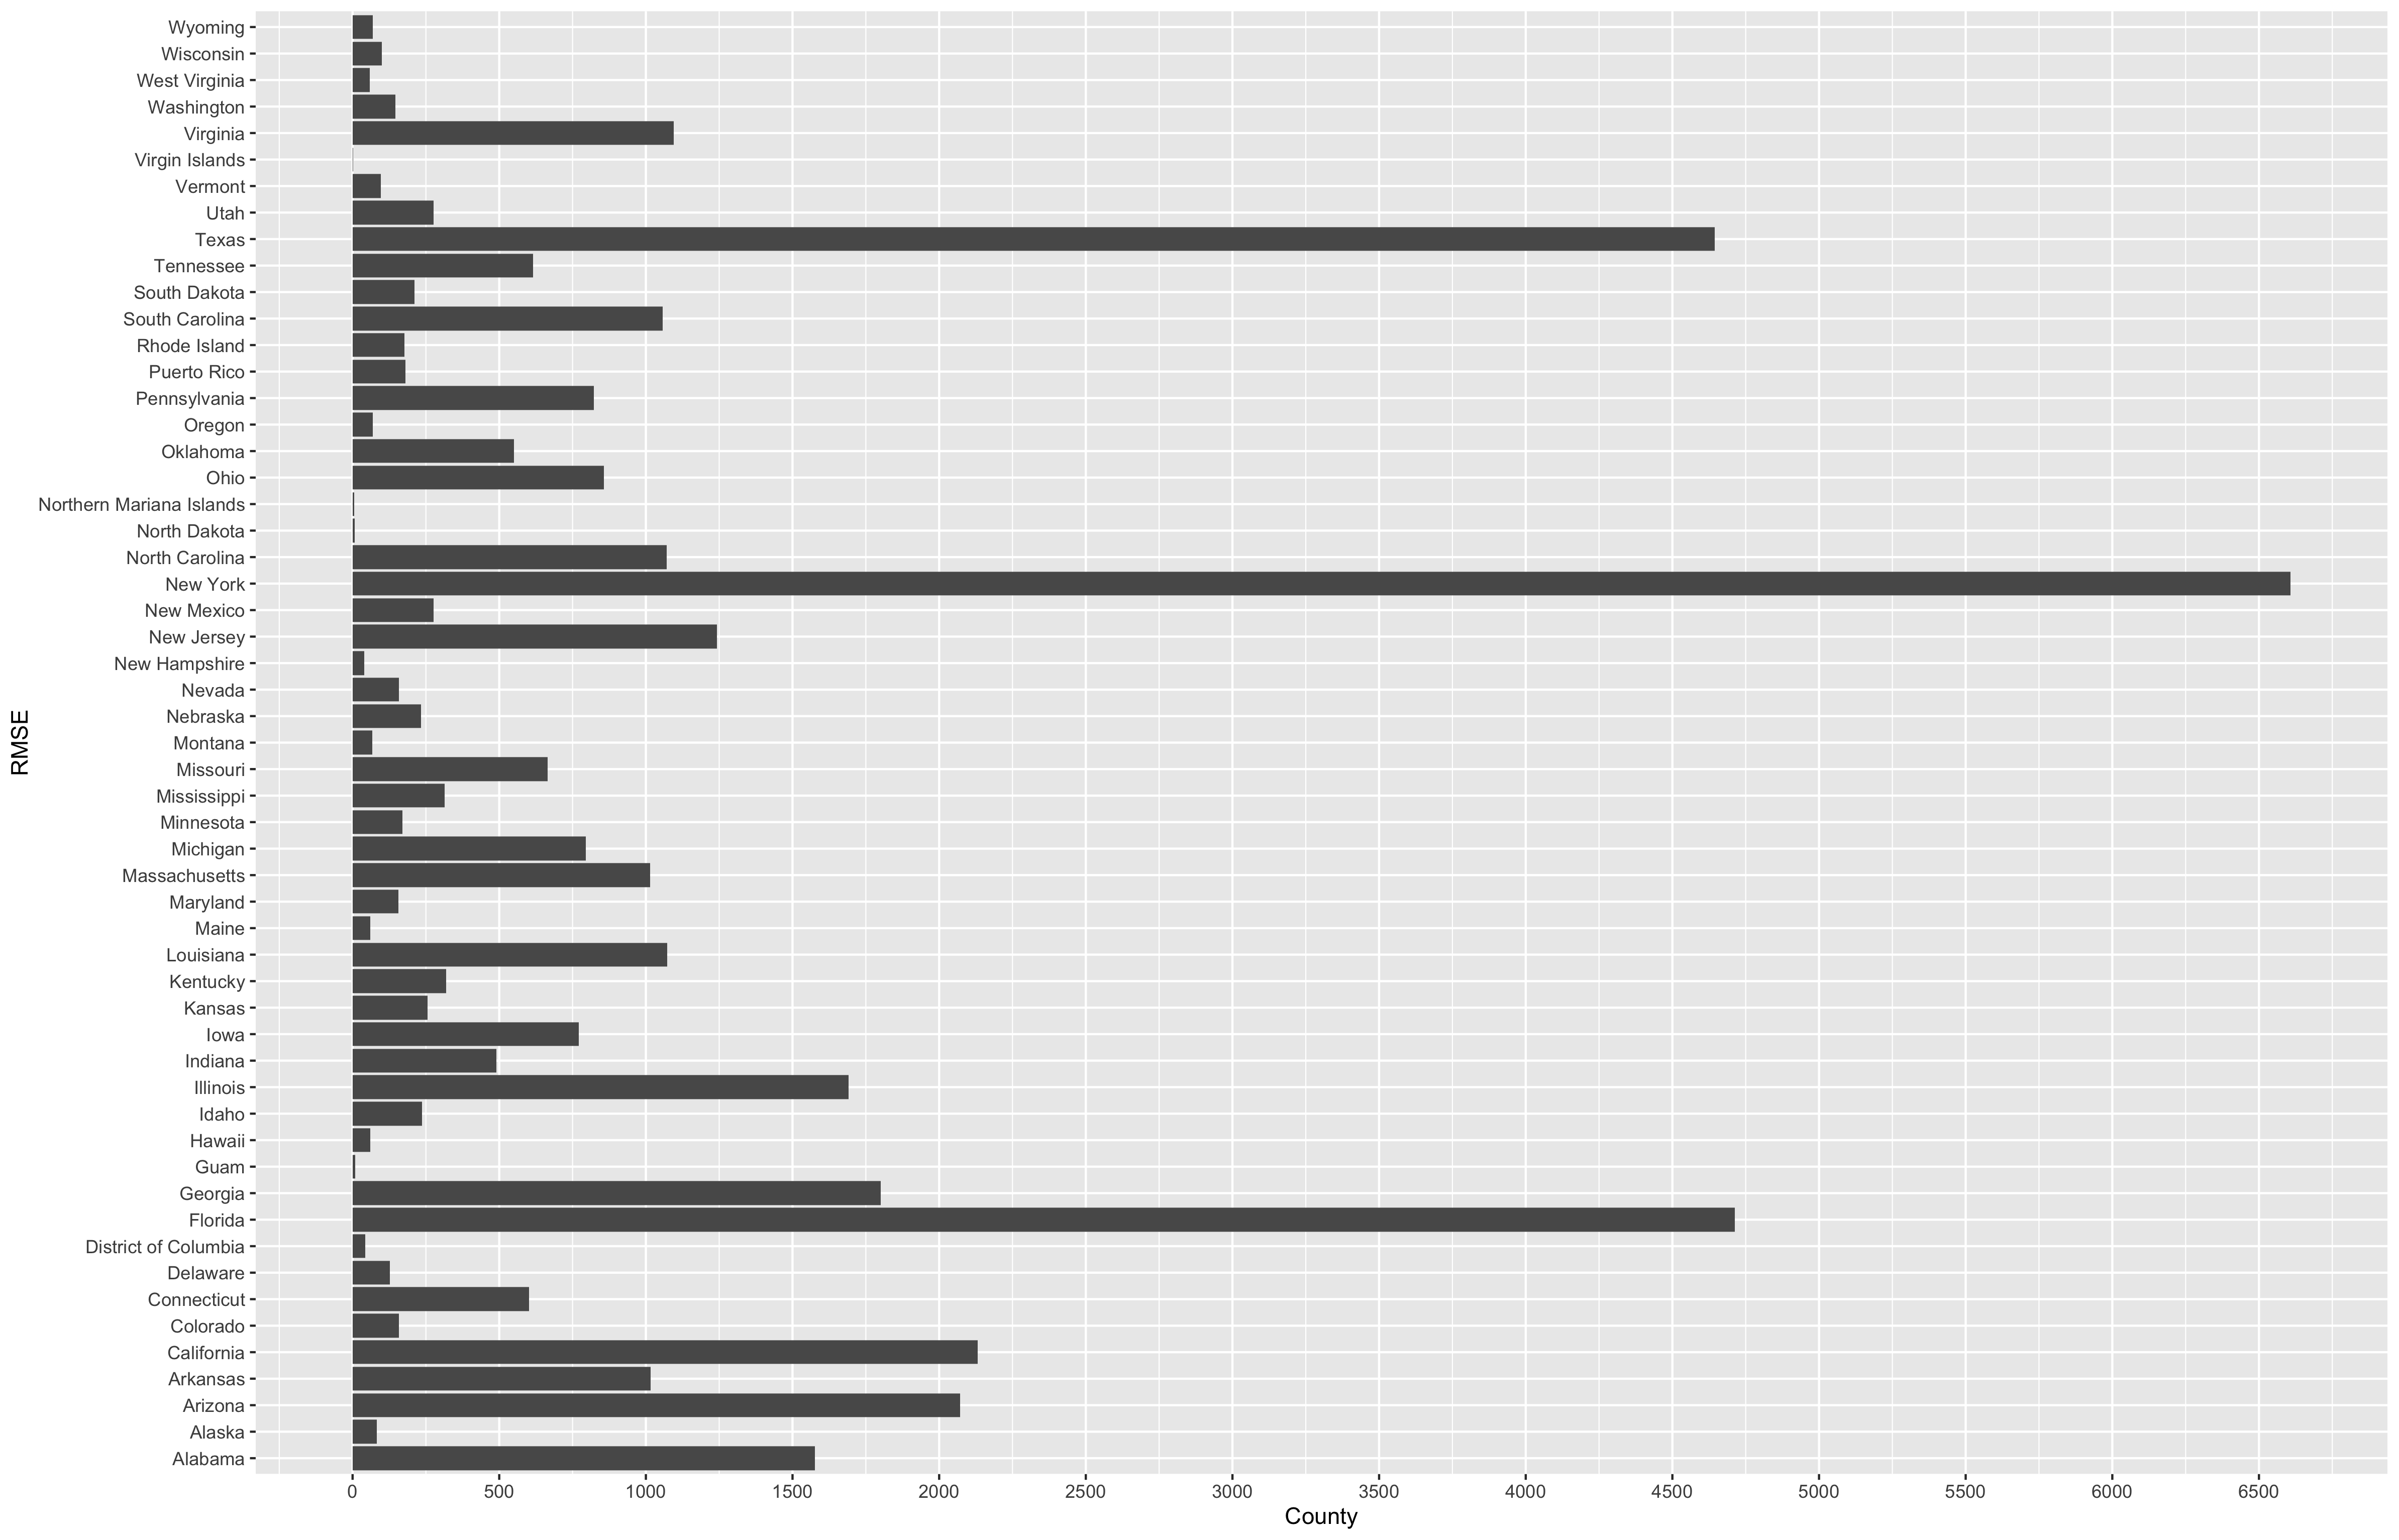 Wyoming
Wisconsin
West Virginia
Washington
Virginia
Virgin Islands
Vermont
Utah
Texas
Tennessee
South Dakota
South Carolina
Rhode Island
Puerto Rico
Pennsylvania
Oregon
Oklahoma
Ohio
Northern Mariana Islands
North Dakota
North Carolina
New York
New Mexico
New Jersey
New Hampshire
Nevada
Nebraska
Montana
Missouri
Mississippi
Minnesota
Michigan
Massachusetts
Maryland
Maine
Louisiana
Kentucky
Kansas
Iowa
Indiana
Illinois
Idaho
Hawaii
Guam
Georgia
Florida
District of Columbia
Delaware
Connecticut
Colorado
California
Arkansas
Arizona
Alaska
Alabama
RMSE
0 500 1000 1500 2000 2500 3000 3500 4000 4500 5000 5500 6000 6500
County